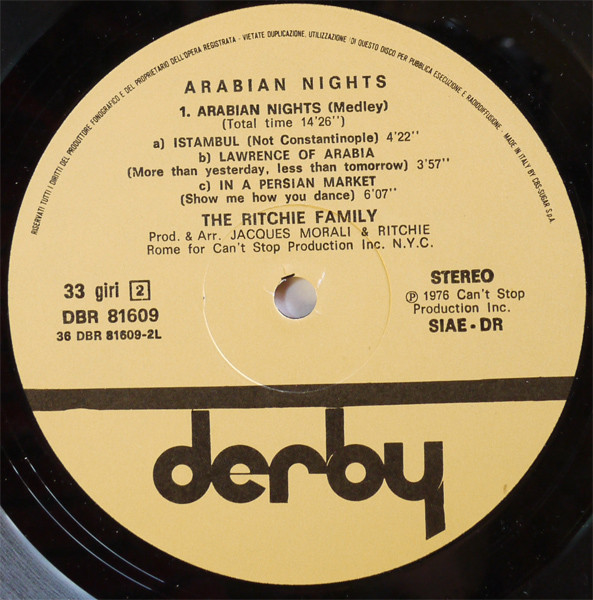 RISERVATI TUTTI I DIRITTI DEL PRODUTTORE FONOGRAFICO E DEL PROPRIETARIO DELL'OPERA REGISTRATA - VIETATE DUPLICAZIONE, UTILIZZAZIONE DI QUESTO DISCO PER PUBBLICA ESECUZIONE E RADIODIFFUSIONE - MADE IN ITALY BY CBS-SUGAR S.p.A.
ARABIAN NIGHTS
1. ARABIAN NIGHTS (Medley)
(Total time 14'26'')
a) ISTAMBUL (Not Constantinople) 4'22''
b) LAWRENCE OF ARABIA
(More than yesterday, less than tomorrow) 3'57''
c) IN A PERSIAN MARKET
(Show me how you dance) 6'07''
THE RITCHIE FAMILY
Prod. & Arr. JACQUES MORALI & RITCHIE
Rome for Can't Stop Production Inc. N.Y.C.
33 giri 2
DBR 81609
36 DBR 81609-2L
STEREO
Ⓟ 1976 Can't Stop
Production Inc.
SIAE - DR
derby